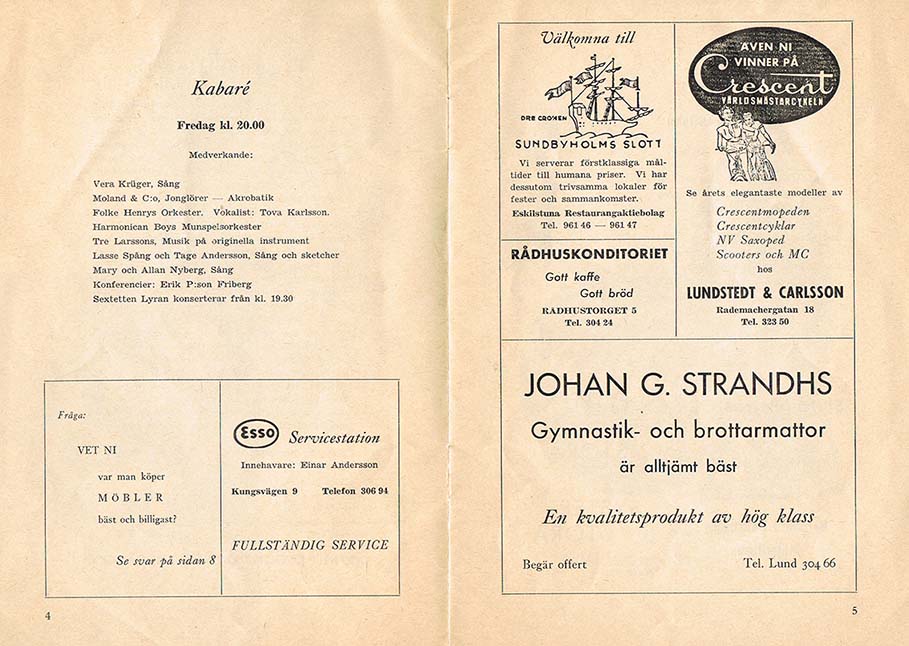 Kabaré
Fredag kl. 20.00
Medverkande:
Vera Krüger, Sång
Moland & C:o, Jonglörer — Akrobatik
Folke Henrys Orkester. Vokalist: Tova Karlsson.
Harmonican Boys Munspelsorkester
Tre Larssons, Musik på originella instrument
Lasse Spång och Tage Andersson, Sång och sketcher
Mary och Allan Nyberg, Sång
Konferencier: Erik P:son Friberg
Sextetten Lyran konserterar från kl. 19.30
Fråga:
VET NI
var man köper
MÖBLER
bäst och billigast?
Se svar på sidan 8
Esso Servicestation
Innehavare: Einar Andersson
Kungsvägen 9 Telefon 306 94
FULLSTÄNDIG SERVICE
4
Välkomna till
DRB CRONEN
SUNDBYHOLMS SLOTT
Vi serverar förstklassiga mål-
tider till humana priser. Vi har
dessutom trivsamma lokaler för
fester och sammankomster.
Eskilstuna Restaurangaktiebolag
Tel. 961 46 — 961 47
RÅDHUSKONDITORIET
Gott kaffe
Gott bröd
RADHUSTORGET 5
Tel. 304 24
ÄVEN NI
VINNER PÅ
Crescent
VÄRLDSMÄSTARCYKELN
Se årets elegantaste modeller av
Crescentmopeden
Crescentcyklar
NV Saxoped
Scooters och MC
hos
LUNDSTEDT & CARLSSON
Rademachergatan 18
Tel. 323 50
JOHAN G. STRANDHS
Gymnastik- och brottarmattor
är alltjämt bäst
En kvalitetsprodukt av hög klass
Begär offert Tel. Lund 304 66
5